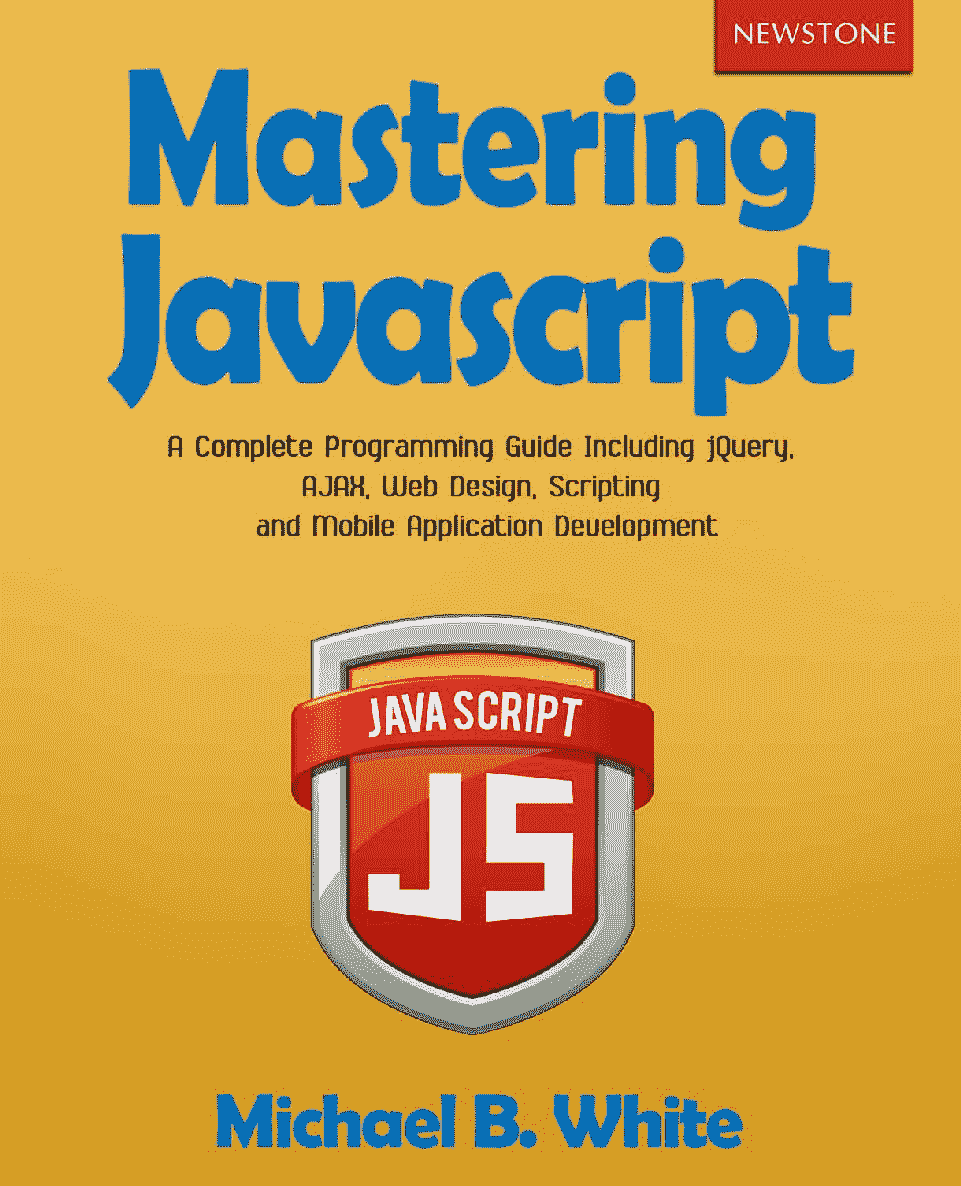 NEWSTONE
Mastering
Javascript
A Complete Programming Guide Including jQuery,
AJAX, Web Design, Scripting
and Mobile Application Development
JAVA SCRIPT
JS
Michael B. White